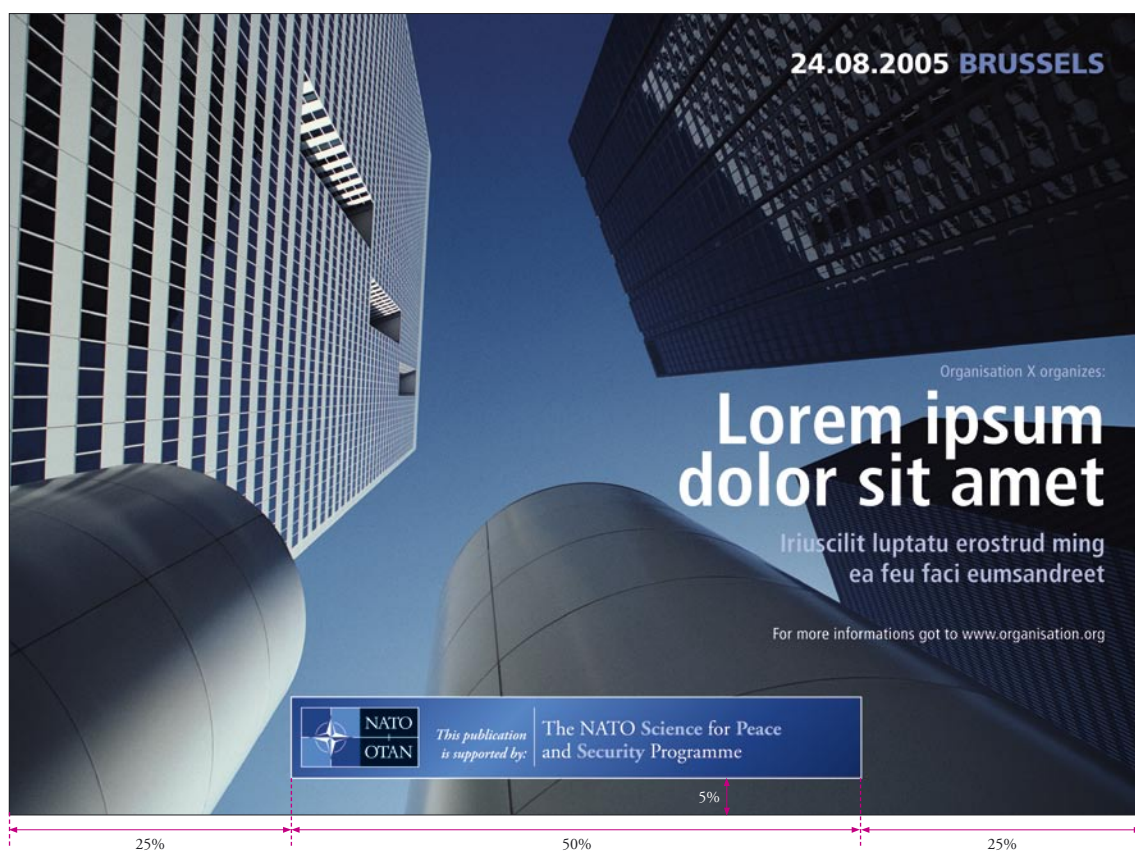 24.08.2005 BRUSSELS
Organisation X organizes:
Lorem ipsum
dolor sit amet
Iriuscilit luptatu erostrud ming
ea feu faci eumsandreet
For more informations got to www.organisation.org
NATO
OTAN
This publication
is supported by:
The NATO Science for Peace
and Security Programme
5%
25%
50%
25%